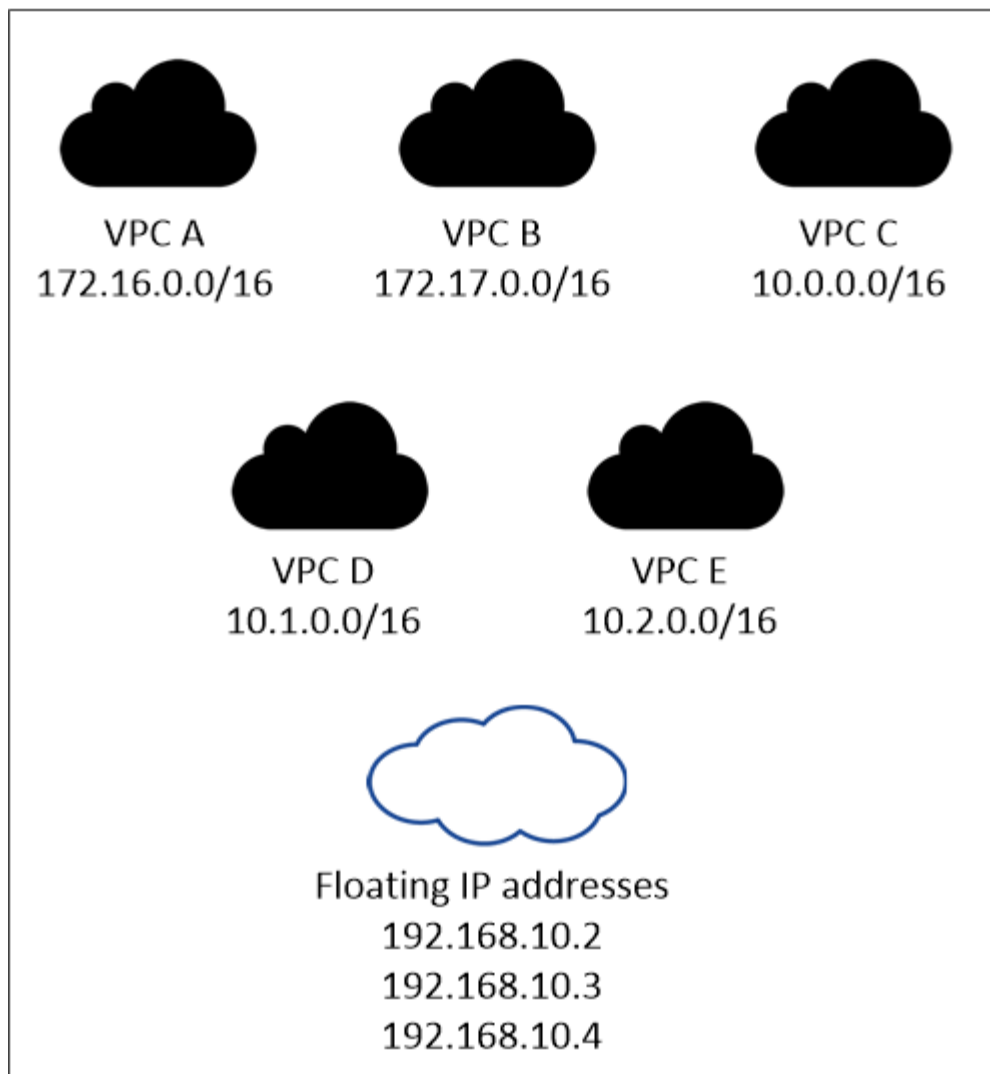 VPC A
172.16.0.0/16
VPC B
172.17.0.0/16
VPC C
10.0.0.0/16
VPC D
10.1.0.0/16
VPC E
10.2.0.0/16
Floating IP addresses
192.168.10.2
192.168.10.3
192.168.10.4